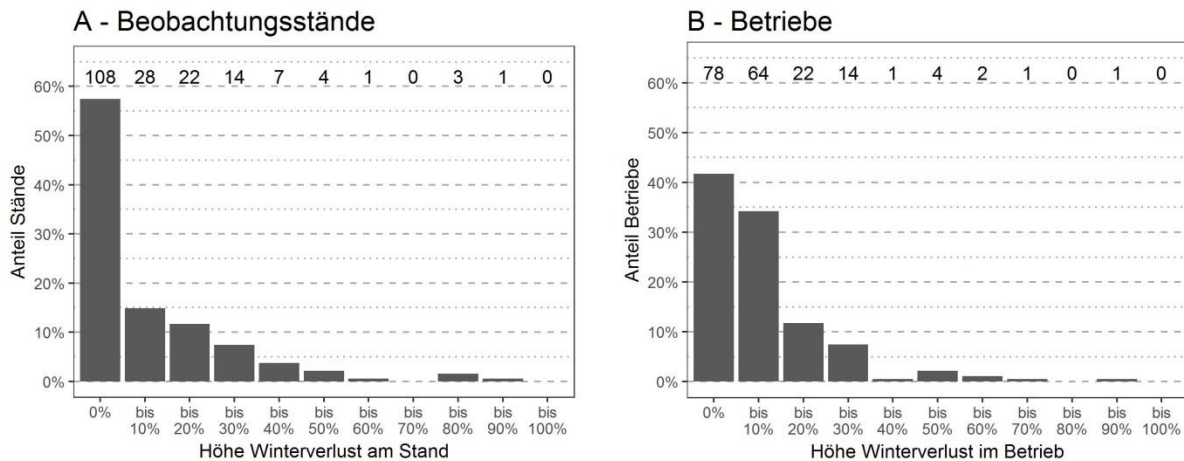 A - Beobachtungsstände
108 28 22 14 7 4 1 0 3 1 0
60%
50%
40%
30%
20%
10%
0%
Anteil Stände
0% bis 10% bis 20% bis 30% bis 40% bis 50% bis 60% bis 70% bis 80% bis 90% bis 100%
Höhe Winterverlust am Stand
B - Betriebe
78 64 22 14 1 4 2 1 0 1 0
60%
50%
40%
30%
20%
10%
0%
Anteil Betriebe
0% bis 10% bis 20% bis 30% bis 40% bis 50% bis 60% bis 70% bis 80% bis 90% bis 100%
Höhe Winterverlust im Betrieb